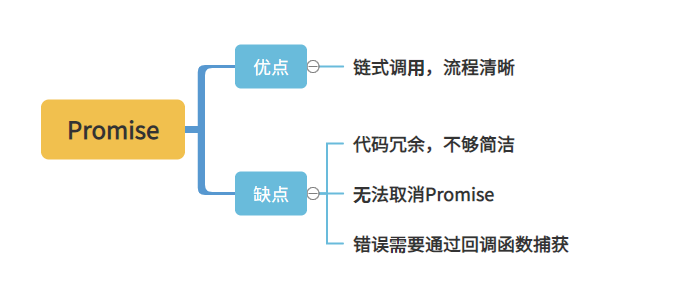 Promise
优点
链式调用，流程清晰
缺点
代码冗余，不够简洁
无法取消Promise
错误需要通过回调函数捕获